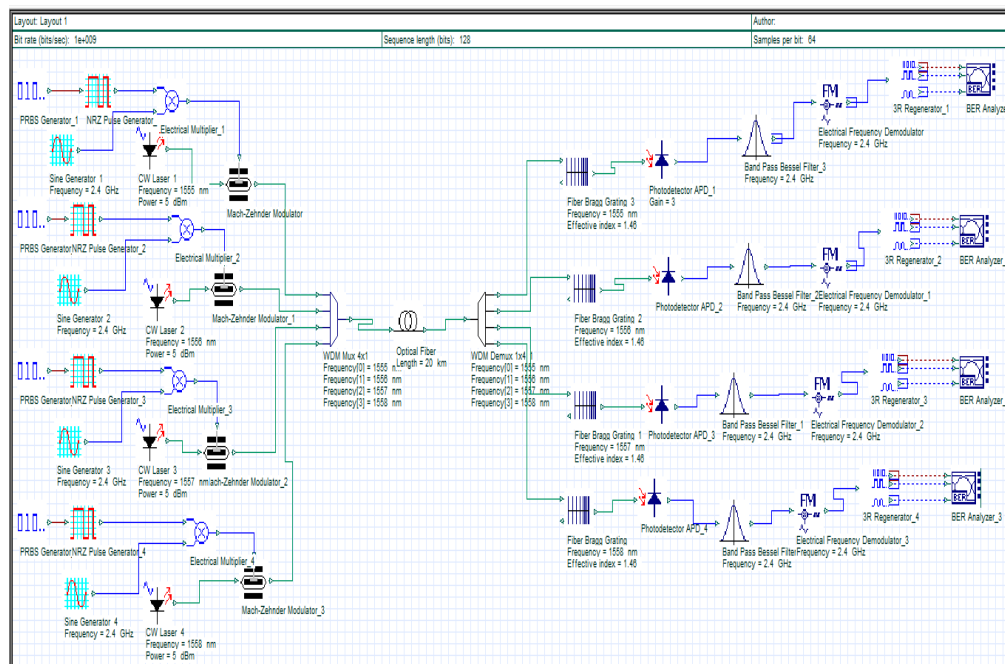 Layout: Layout 1
Author:
Bit rate (bits/sec): 1e+009
Sequence length (bits): 128
Samples per bit: 64
PRBS Generator_1
NRZ Pulse Generator_
Electrical Multiplier_1
Sine Generator 1
Frequency = 2.4 GHz
CW Laser 1
Frequency = 1555 nm
Power = 5 dBm
Mach-Zehnder Modulator
PRBS Generator
NRZ Pulse Generator_2
Electrical Multiplier_2
Sine Generator 2
Frequency = 2.4 GHz
CW Laser 2
Frequency = 1556 nm
Power = 5 dBm
Mach-Zehnder Modulator_1
PRBS Generator
NRZ Pulse Generator_3
Electrical Multiplier_3
Sine Generator 3
Frequency = 2.4 GHz
CW Laser 3
Frequency = 1557 nm
Power = 5 dBm
ach-Zehnder Modulator_2
PRBS Generator
NRZ Pulse Generator_4
Electrical Multiplier_4
Sine Generator 4
Frequency = 2.4 GHz
CW Laser 4
Frequency = 1558 nm
Power = 5 dBm
Mach-Zehnder Modulator_3
WDM Mux 4x1
Frequency[0] = 1555
Frequency[1] = 1556 nm
Frequency[2] = 1557 nm
Frequency[3] = 1558 nm
Optical Fiber
Length = 20 km
WDM Demux 1x4
Frequency[0] = 1555 nm
Frequency[1] = 1556 nm
Frequency[2] = 1557 nm
Frequency[3] = 1558 nm
Fiber Bragg Grating 3
Frequency = 1555 nm
Effective index = 1.46
Photodetector APD_1
Gain = 3
Band Pass Bessel Filter_3
Frequency = 2.4 GHz
FM
Electrical Frequency Demodulator
Frequency = 2.4 GHz
3R Regenerator_1
BER
BER Analyzer
Fiber Bragg Grating 2
Frequency = 1556 nm
Effective index = 1.46
Photodetector APD_2
Band Pass Bessel Filter_2
Frequency = 2.4 GHz
FM
Electrical Frequency Demodulator_1
Frequency = 2.4 GHz
3R Regenerator_2
BER
BER Analyzer_
Fiber Bragg Grating 1
Frequency = 1557 nm
Effective index = 1.46
Photodetector APD_3
Band Pass Bessel Filter_1
Frequency = 2.4 GHz
FM
Electrical Frequency Demodulator_2
Frequency = 2.4 GHz
3R Regenerator_3
BER
BER Analyzer_
Fiber Bragg Grating
Frequency = 1558 nm
Effective index = 1.46
Photodetector APD_4
Band Pass Bessel Filter
Frequency = 2.4 GHz
FM
Electrical Frequency Demodulator_3
Frequency = 2.4 GHz
3R Regenerator_4
BER
BER Analyzer_3